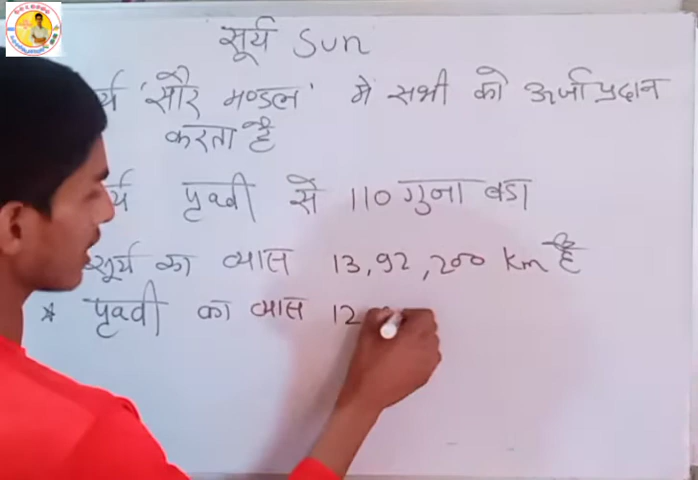 सूर्य Sun
'सौर मण्डल' में सभी को ऊर्जा प्रदान
करता है
पृथ्वी से 110 गुना बडा
सूर्य का व्यास 13,92,200 km है
* पृथ्वी का व्यास 12